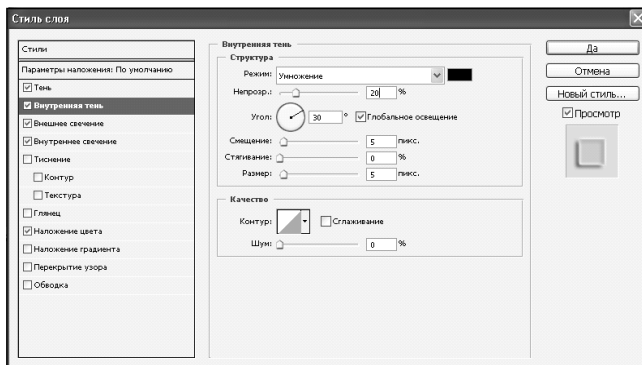 Стиль слоя
Стили
Параметры наложения: По умолчанию
Тень
Внутренняя тень
Внешнее свечение
Внутреннее свечение
Тиснение
Контур
Текстура
Глянец
Наложение цвета
Наложение градиента
Перекрытие узора
Обводка
Внутренняя тень
Структура
Режим: Умножение
Непрозр.: 20 %
Угол: 30 ° Глобальное освещение
Смещение: 5 пикс.
Стягивание: 0 %
Размер: 5 пикс.
Качество
Контур: Сглаживание
Шум: 0 %
Да
Отмена
Новый стиль...
Просмотр